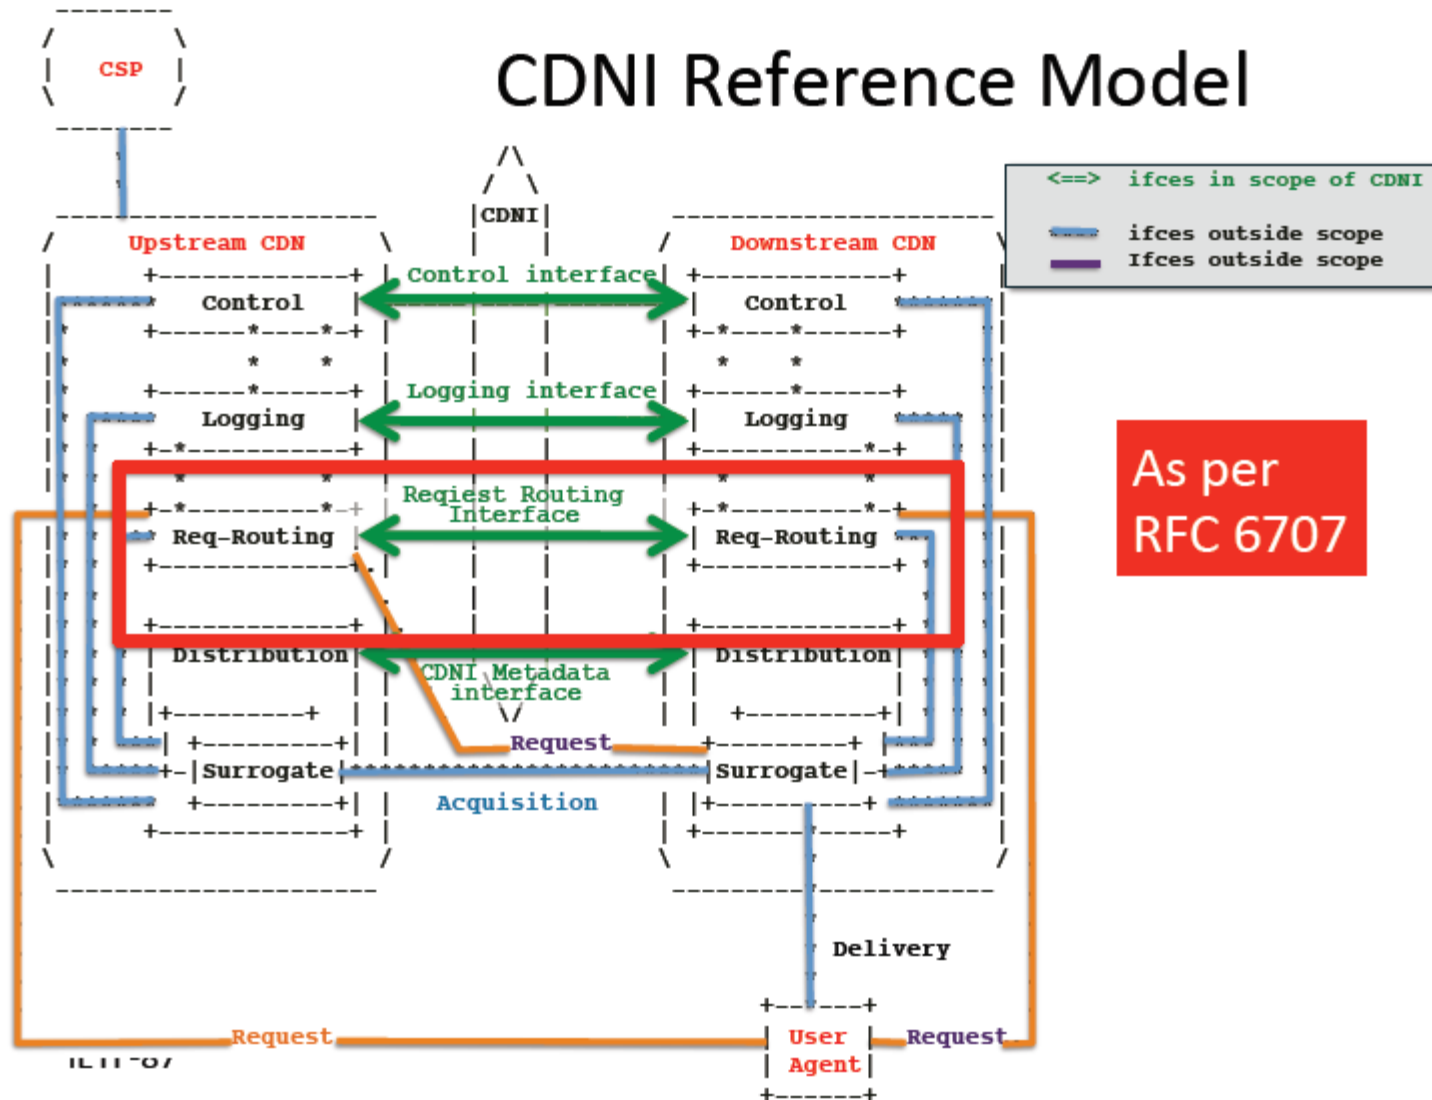 CSP
CDNI Reference Model
<==> ifces in scope of CDNI
ifces outside scope
Ifces outside scope
CDNI
Upstream CDN
Downstream CDN
Control interface
Control
Control
Logging interface
Logging
Logging
Reqiest Routing
Interface
Req-Routing
Req-Routing
As per
RFC 6707
Distribution
Distribution
CDNI Metadata
interface
Request
Surrogate
Surrogate
Acquisition
Delivery
Request
User
Agent
Request